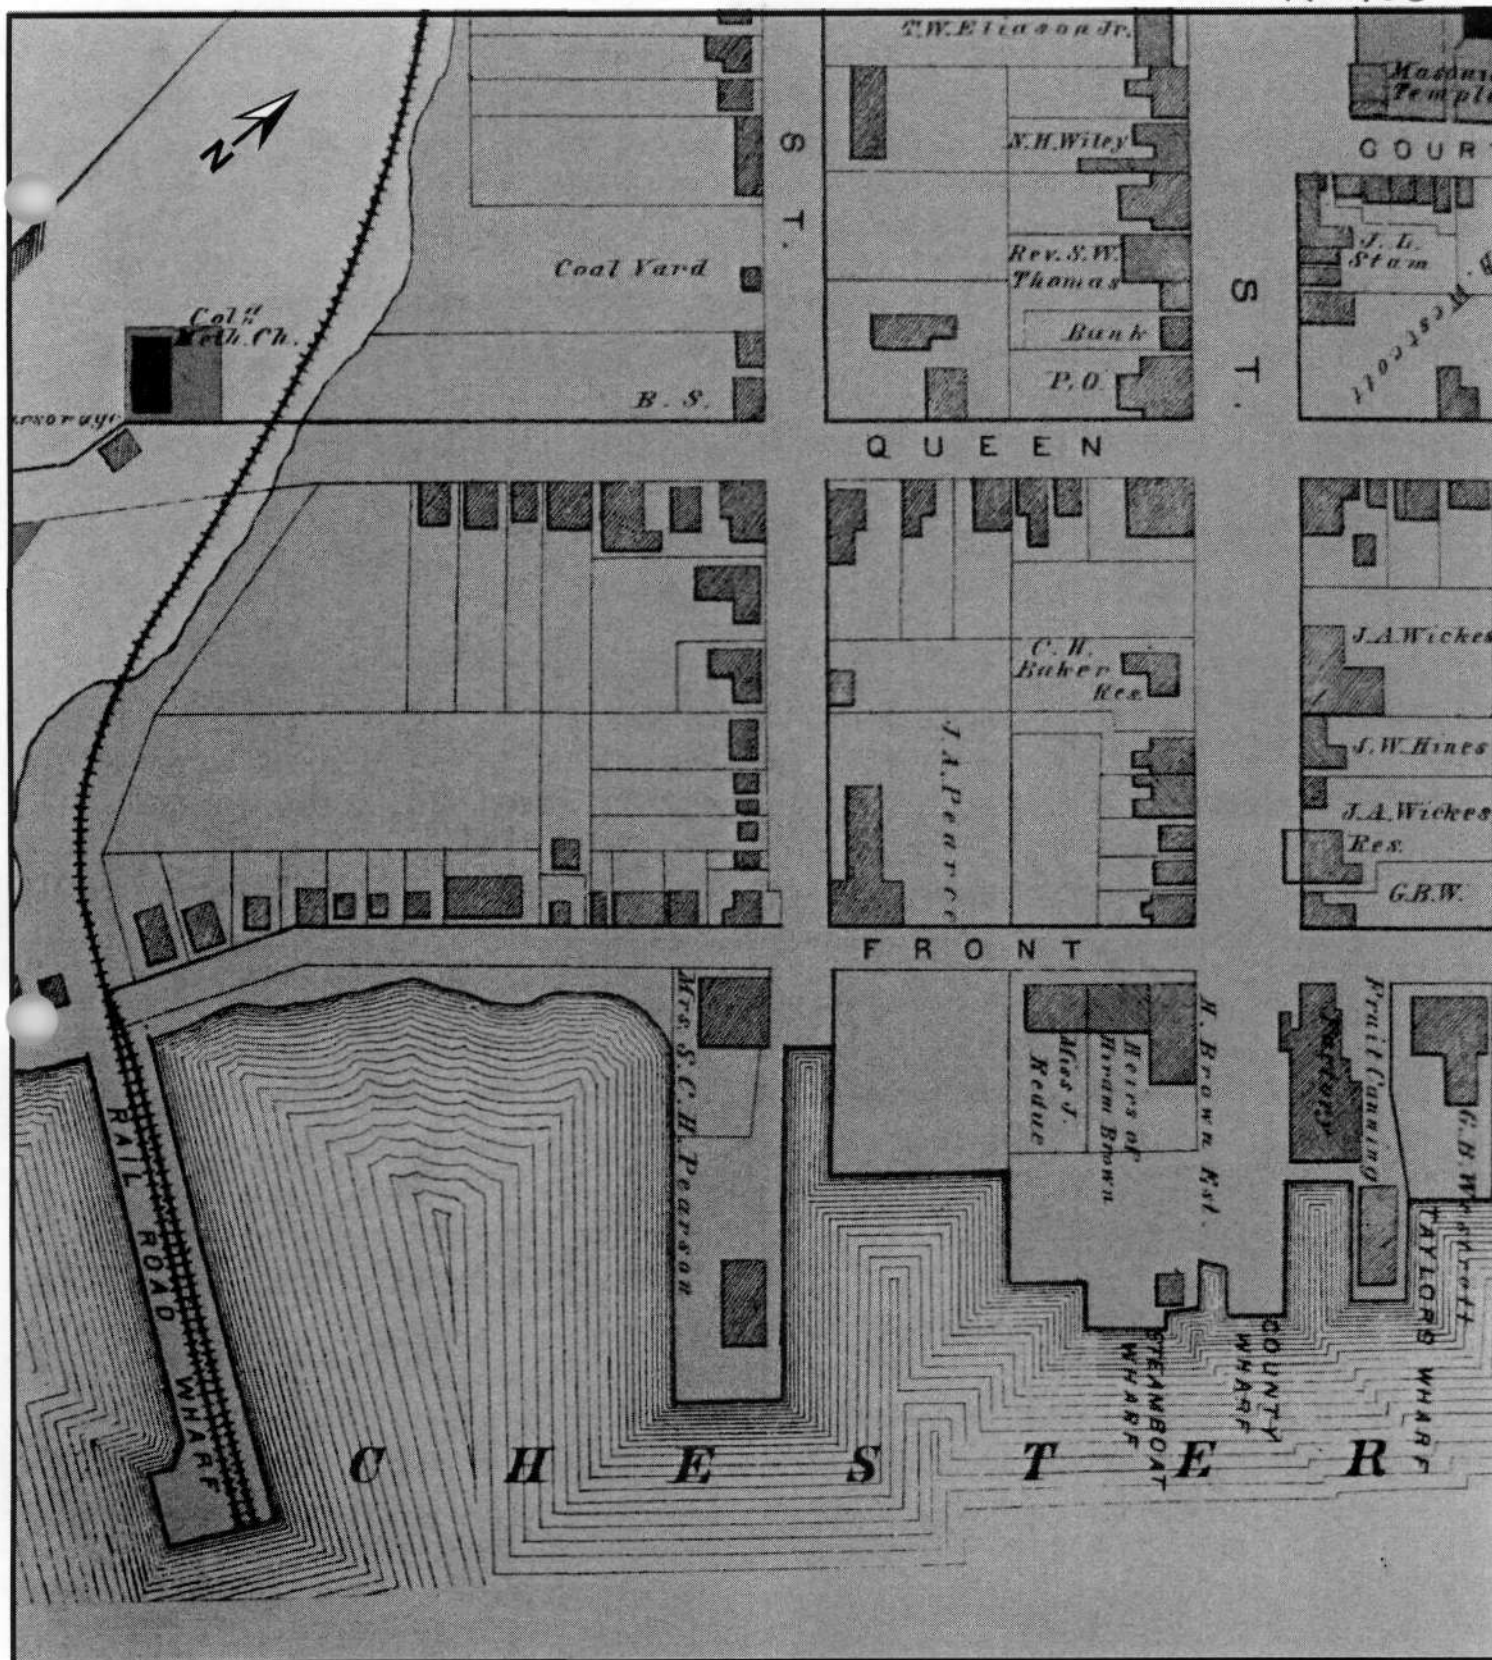 T.W. Eliason Jr.
Masonic
Temple
N
S
T.
N.H. Wiley
COURT
Coal Yard
Rev. S.W.
Thomas
J. L.
Stam
B. Westcott
S
T.
Col'd
Meth. Ch.
Bank
B. S.
P. O.
QUEEN
C. H.
Baker
Res.
J. A. Wickes
J. W. Hines
J. A. Pearce
J. A. Wickes
Res.
G. B. W.
FRONT
Mrs. S. C. H. Pearson
Miss J.
Redue
Heirs of
Hiram Brown
H. Brown Est.
Fruit Canning
Factory
G. B. Westcott
RAIL ROAD WHARF
STEAMBOAT
WHARF
COUNTY
WHARF
TAYLORS WHARF
CHESTER